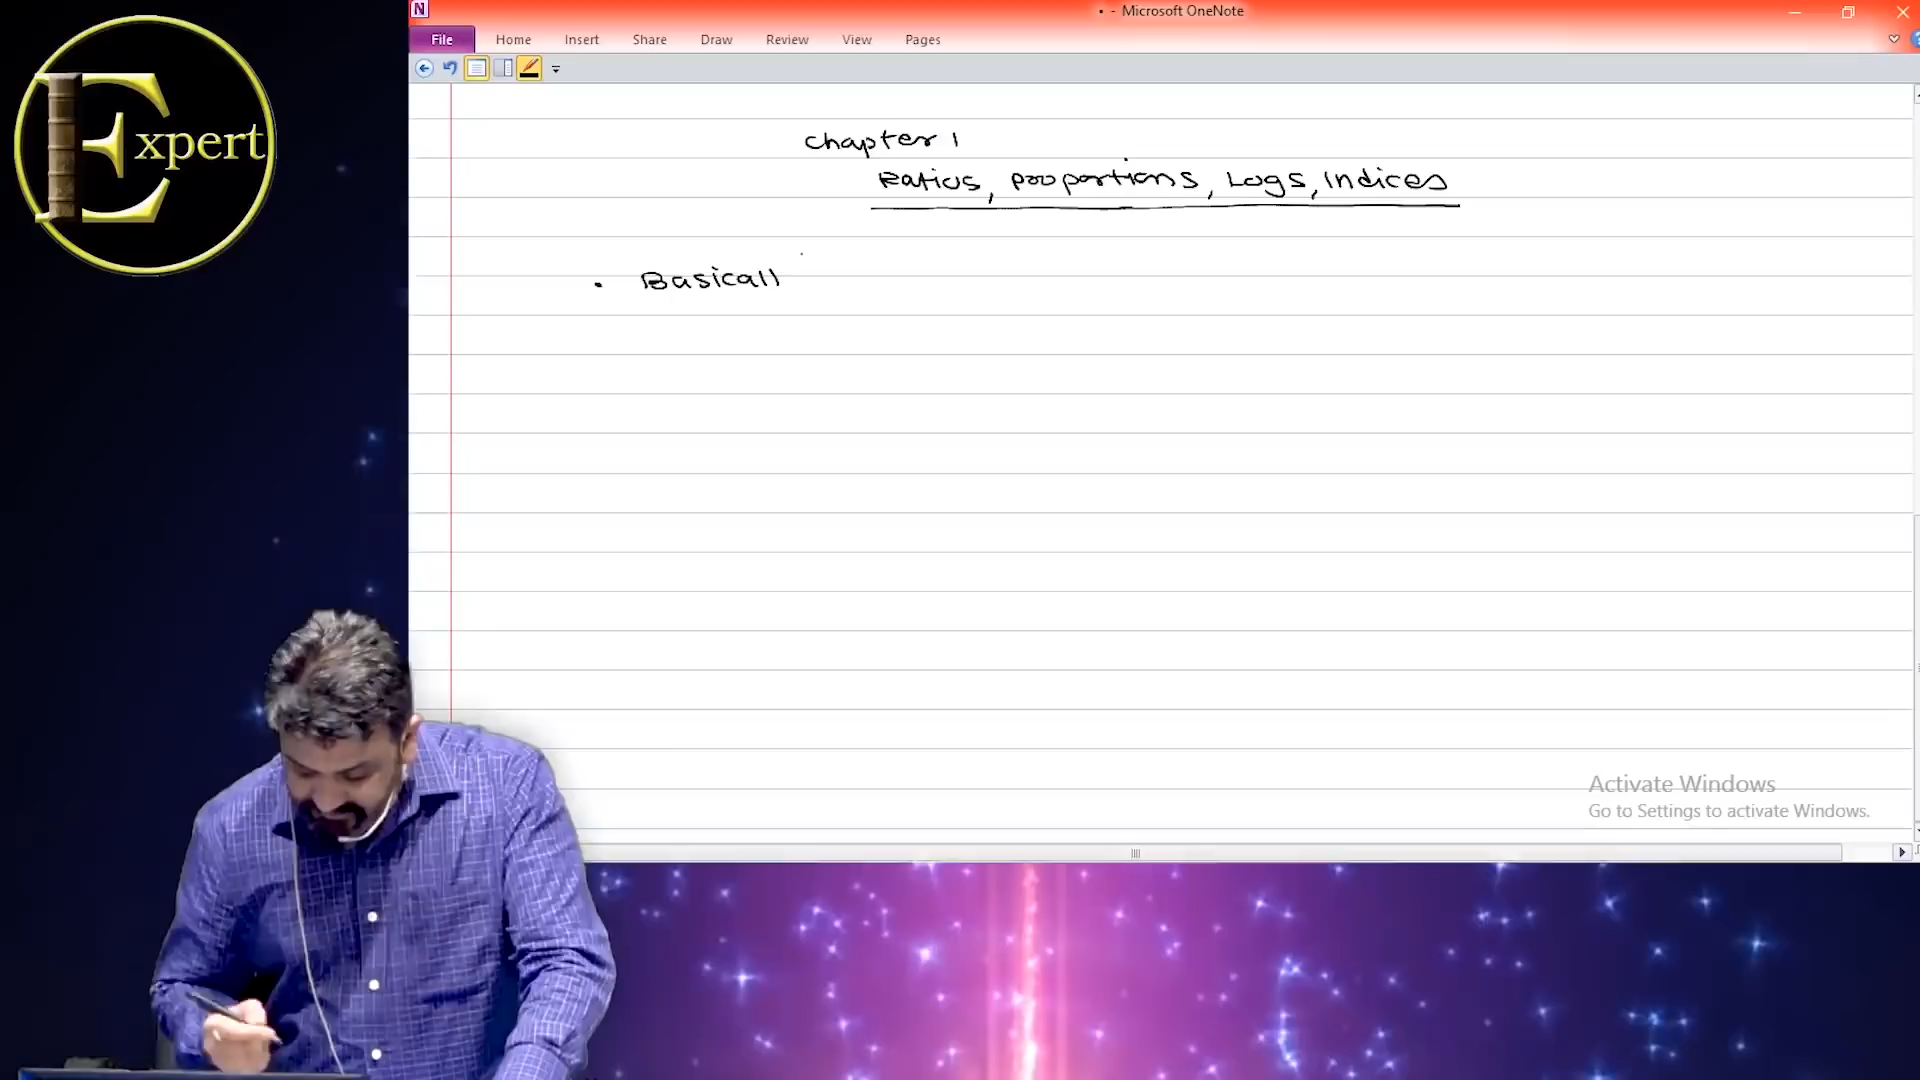 Expert
N
• - Microsoft OneNote
File Home Insert Share Draw Review View Pages
Chapter 1
Ratios, proportions, Logs, Indices
• Basicall
Activate Windows
Go to Settings to activate Windows.